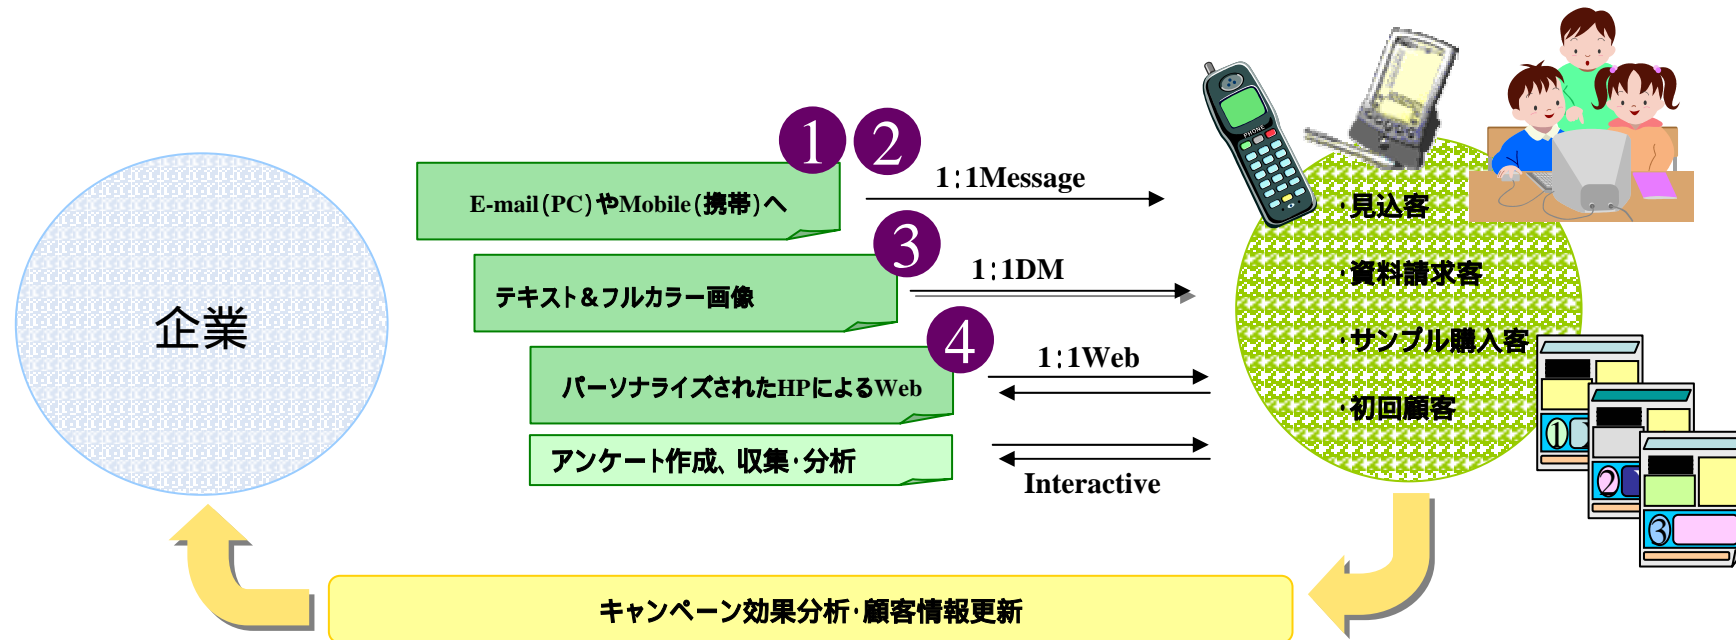 1 2
E-mail(PC)やMobile(携帯)へ
1:1Message
PHONE
・見込客
3
テキスト&フルカラー画像
1:1DM
・資料請求客
4
パーソナライズされたHPによるWeb
1:1Web
・サンプル購入客
・初回顧客
企業
アンケート作成、収集・分析
Interactive
1
2
3
キャンペーン効果分析・顧客情報更新